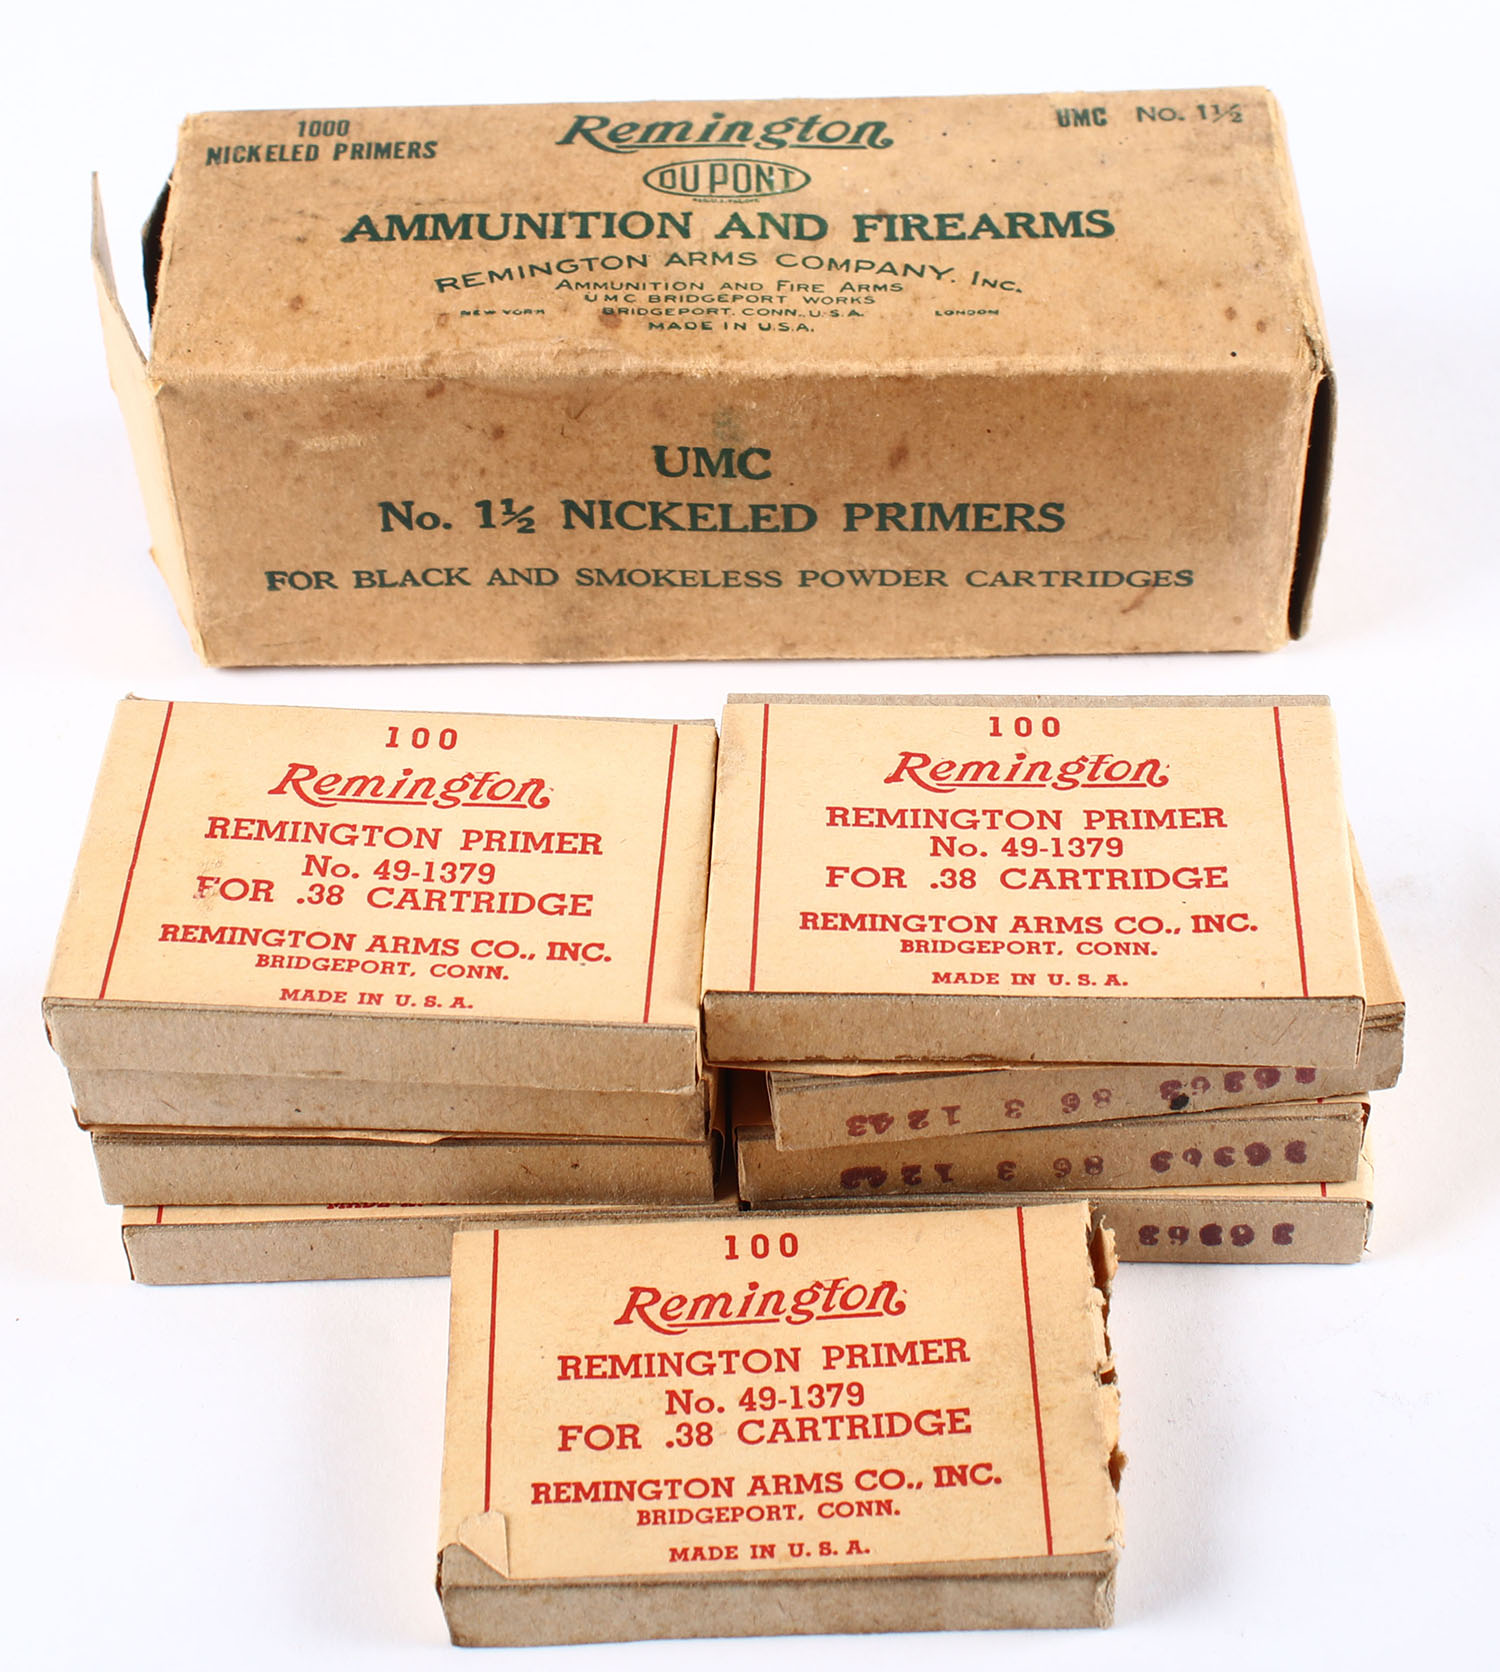 1000
NICKELED PRIMERS
Remington
UMC No. 1½
DU PONT
AMMUNITION AND FIREARMS
REMINGTON ARMS COMPANY. INC.
AMMUNITION AND FIRE ARMS
UMC BRIDGEPORT WORKS
NEW YORK BRIDGEPORT. CONN., U.S.A. LONDON
MADE IN U.S.A.
UMC
No. 1½ NICKELED PRIMERS
FOR BLACK AND SMOKELESS POWDER CARTRIDGES
100
Remington
REMINGTON PRIMER
No. 49-1379
FOR .38 CARTRIDGE
REMINGTON ARMS CO., INC.
BRIDGEPORT, CONN.
MADE IN U. S. A.
100
Remington
REMINGTON PRIMER
No. 49-1379
FOR .38 CARTRIDGE
REMINGTON ARMS CO., INC.
BRIDGEPORT, CONN.
MADE IN U. S. A.
100
Remington
REMINGTON PRIMER
No. 49-1379
FOR .38 CARTRIDGE
REMINGTON ARMS CO., INC.
BRIDGEPORT, CONN.
MADE IN U. S. A.